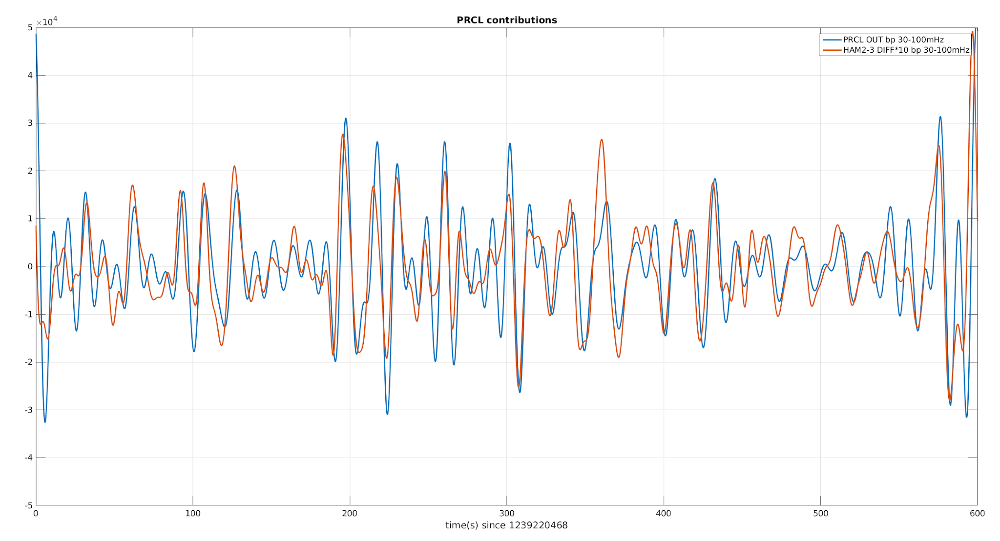 PRCL contributions
×10^4
5
4
3
2
1
0
-1
-2
-3
-4
-5
PRCL OUT bp 30-100mHz
HAM2-3 DIFF*10 bp 30-100mHz
0 100 200 300 400 500 600
time(s) since 1239220468